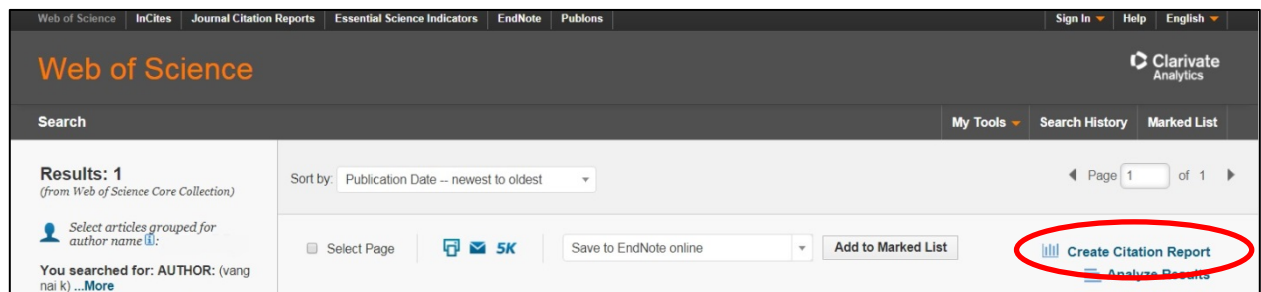 Web of Science InCites Journal Citation Reports Essential Science Indicators EndNote Publons Sign In Help English
Web of Science
Clarivate
Analytics
Search My Tools Search History Marked List
Results: 1
(from Web of Science Core Collection)
Sort by: Publication Date -- newest to oldest
Page 1 of 1
Select articles grouped for
author name i:
Select Page 5K Save to EndNote online Add to Marked List
Create Citation Report
Analyze Results
You searched for: AUTHOR: (vang
nai k) ...More